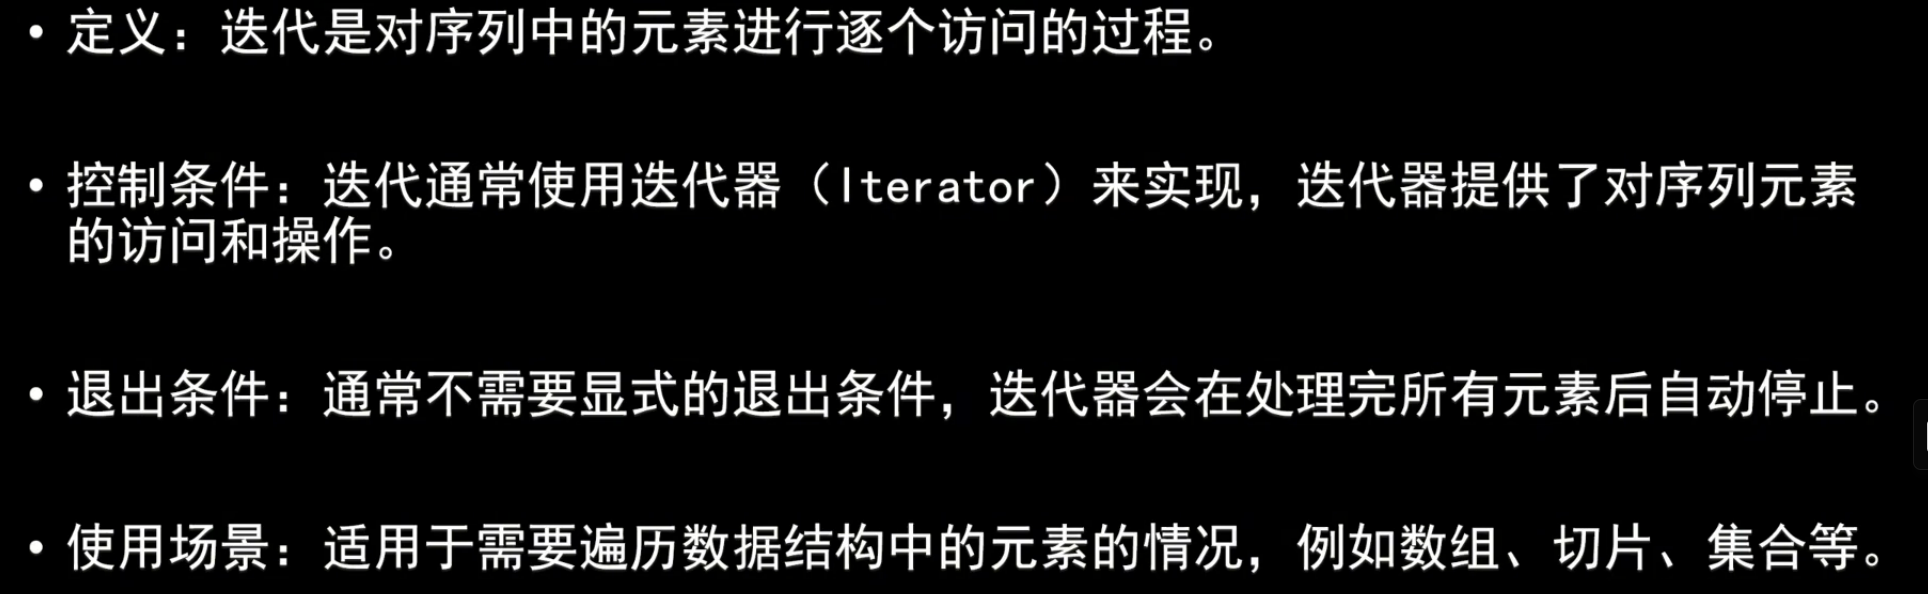 • 定义：迭代是对序列中的元素进行逐个访问的过程。
• 控制条件：迭代通常使用迭代器（Iterator）来实现，迭代器提供了对序列元素
的访问和操作。
• 退出条件：通常不需要显式的退出条件，迭代器会在处理完所有元素后自动停止。
• 使用场景：适用于需要遍历数据结构中的元素的情况，例如数组、切片、集合等。